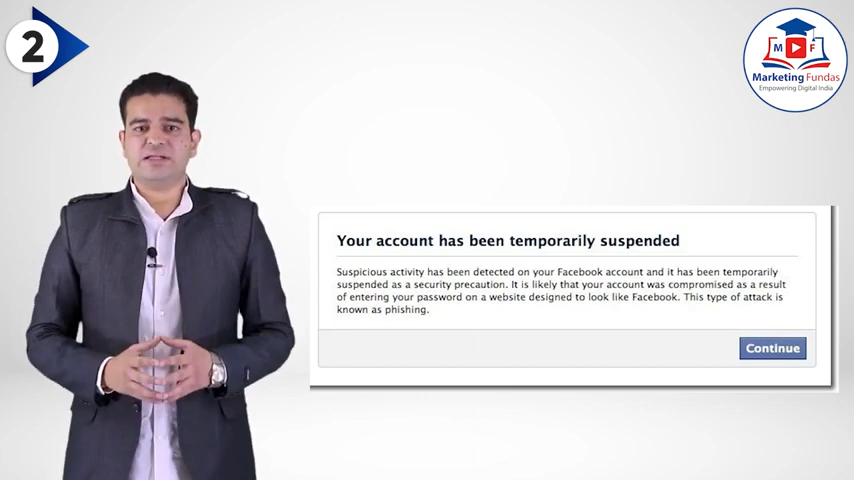 2
M F
Marketing Fundas
Empowering Digital India
Your account has been temporarily suspended
Suspicious activity has been detected on your Facebook account and it has been temporarily
suspended as a security precaution. It is likely that your account was compromised as a result
of entering your password on a website designed to look like Facebook. This type of attack is
known as phishing.
Continue